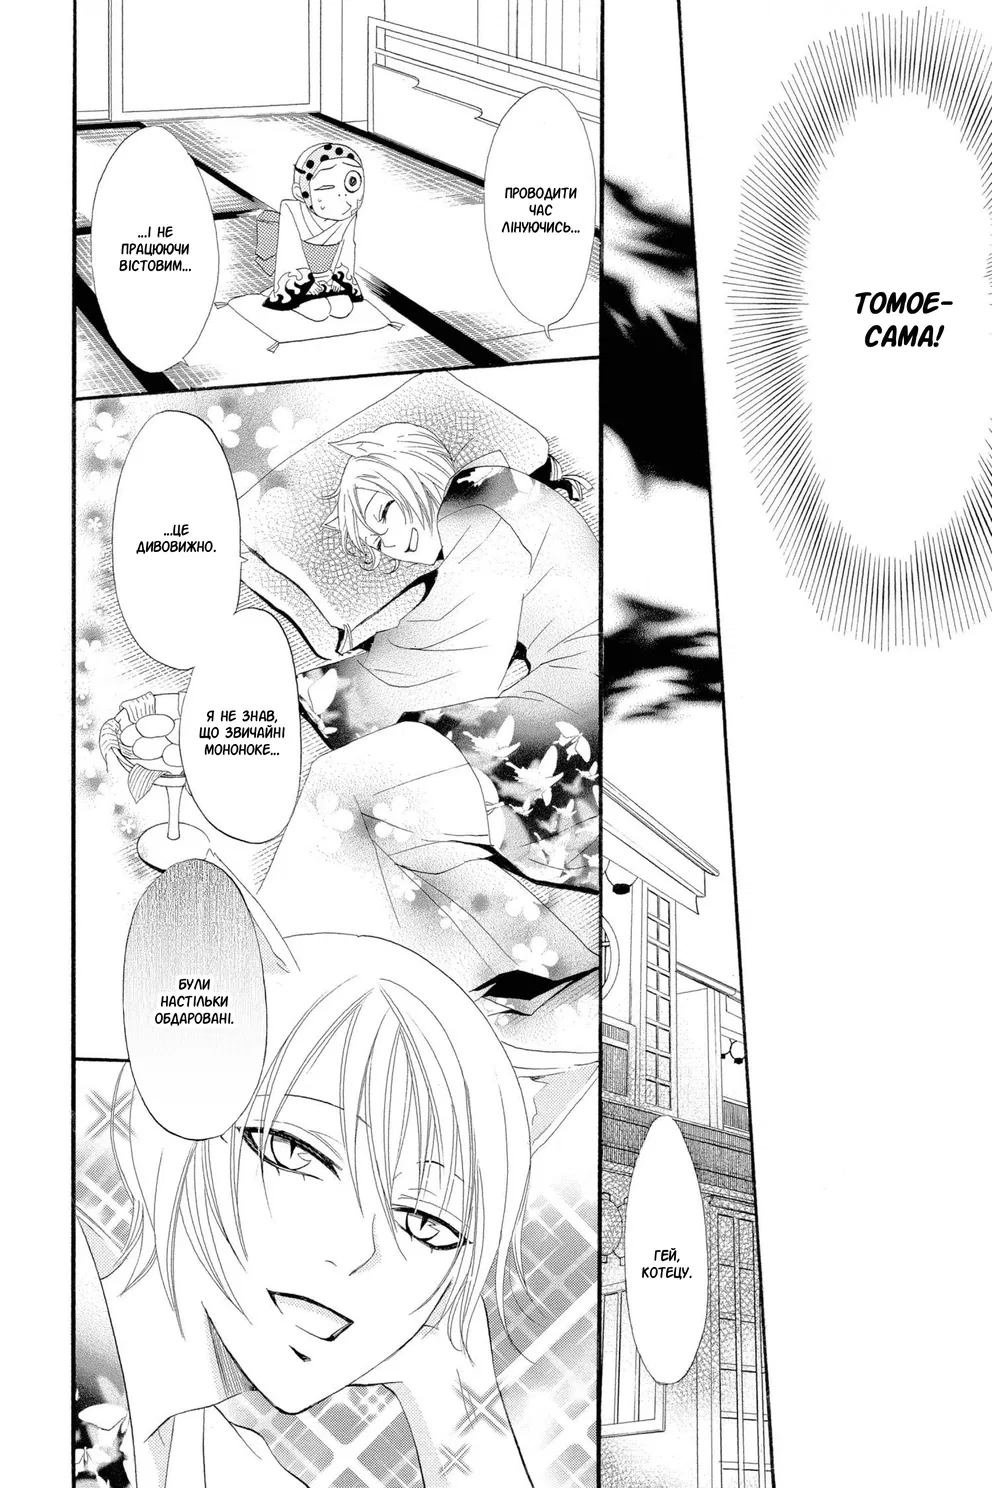 ТОМОЕ-
САМА!
ГЕЙ,
КОТЕЦУ.
ПРОВОДИТИ
ЧАС
ЛІНУЮЧИСЬ...
...І НЕ
ПРАЦЮЮЧИ
ВІСТОВИМ...
...ЦЕ
ДИВОВИЖНО.
Я НЕ ЗНАВ,
ЩО ЗВИЧАЙНІ
МОНОНОКЕ...
БУЛИ
НАСТІЛЬКИ
ОБДАРОВАНІ.